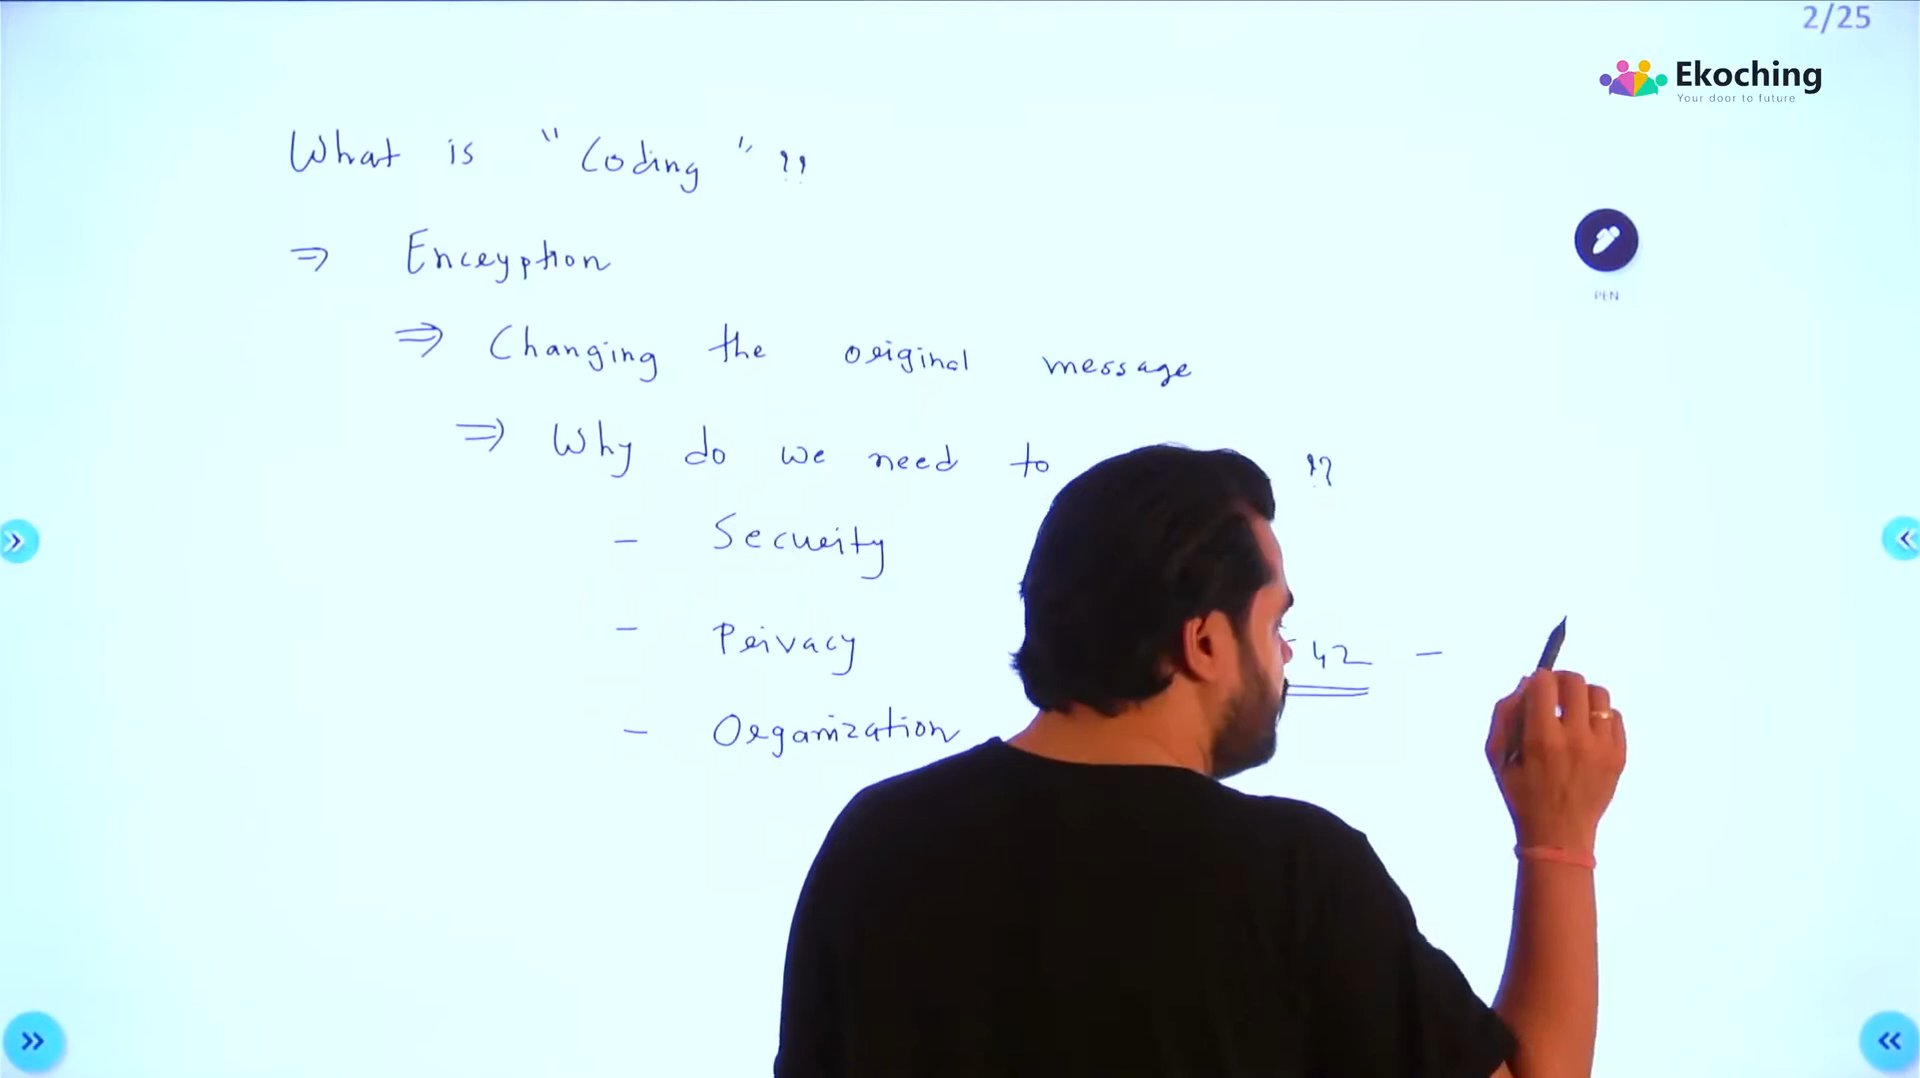 2/25
Ekoching
Your door to future
What is "Coding" ??
PEN
⇒ Encryption
⇒ Changing the original message
⇒ Why do we need to !?
- Security
- Privacy 42 -
- Organization